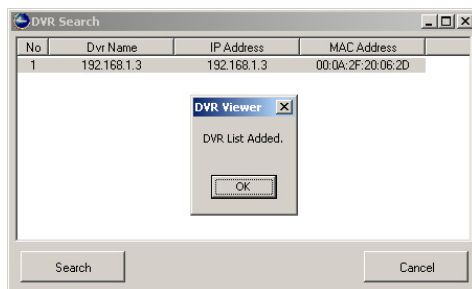 DVR Search
No Dvr Name IP Address MAC Address
1 192.168.1.3 192.168.1.3 00:0A:2F:20:06:2D
DVR Viewer
DVR List Added.
OK
Search Cancel